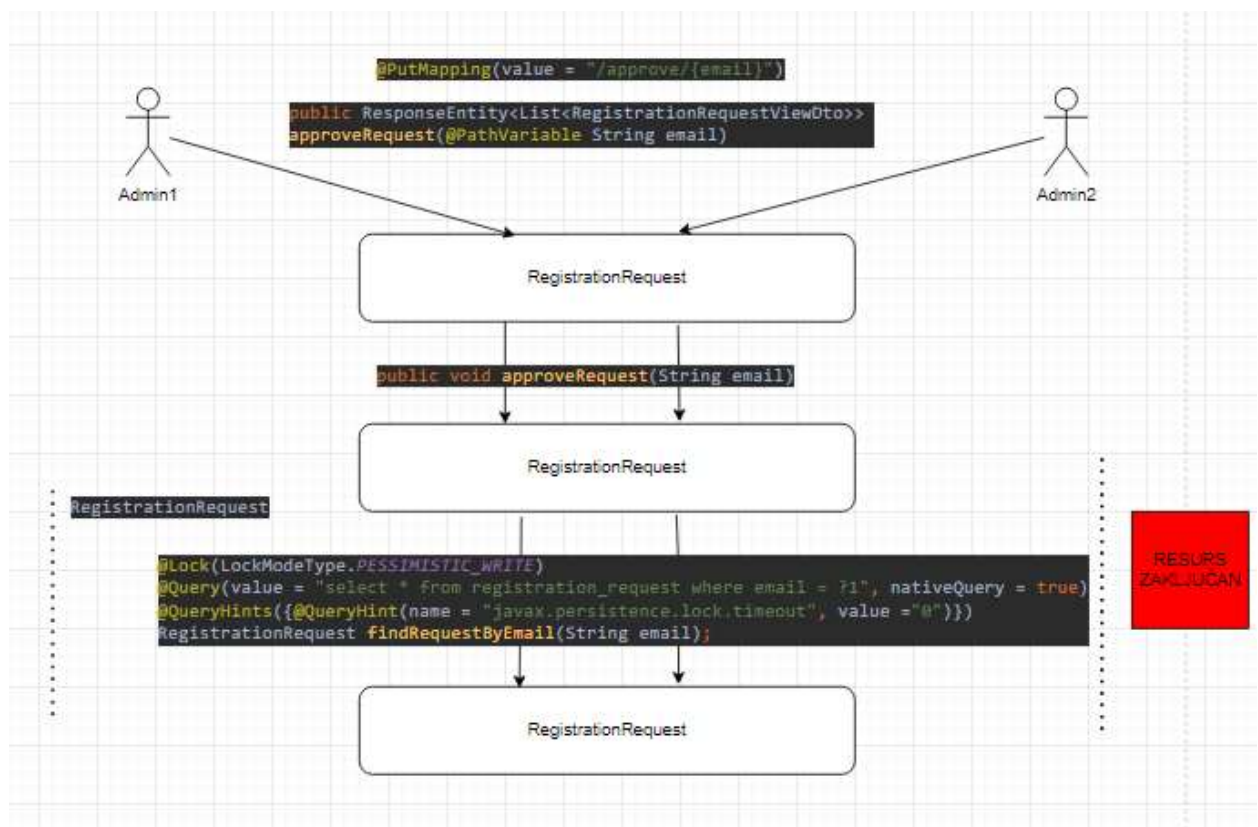 @PutMapping(value = "/approve/{email}")
public ResponseEntity<List<RegistrationRequestViewDto>>
approveRequest(@PathVariable String email)
Admin1
Admin2
RegistrationRequest
public void approveRequest(String email)
RegistrationRequest
RegistrationRequest
@Lock(LockModeType.PESSIMISTIC_WRITE)
@Query(value = "select * from registration_request where email = ?1", nativeQuery = true)
@QueryHints({@QueryHint(name = "javax.persistence.lock.timeout", value ="0")})
RegistrationRequest findRequestByEmail(String email);
RESURS
ZAKLJUCAN
RegistrationRequest